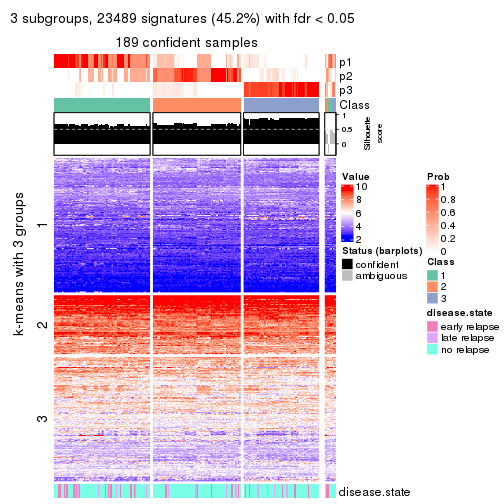 3 subgroups, 23489 signatures (45.2%) with fdr < 0.05
189 confident samples
p1
p2
p3
Class
1
0.5
0
Silhouette
score
k-means with 3 groups
1
2
3
disease.state
Value
10
8
6
4
2
Status (barplots)
confident
ambiguous
Prob
1
0.8
0.6
0.4
0.2
0
Class
1
2
3
disease.state
early relapse
late relapse
no relapse